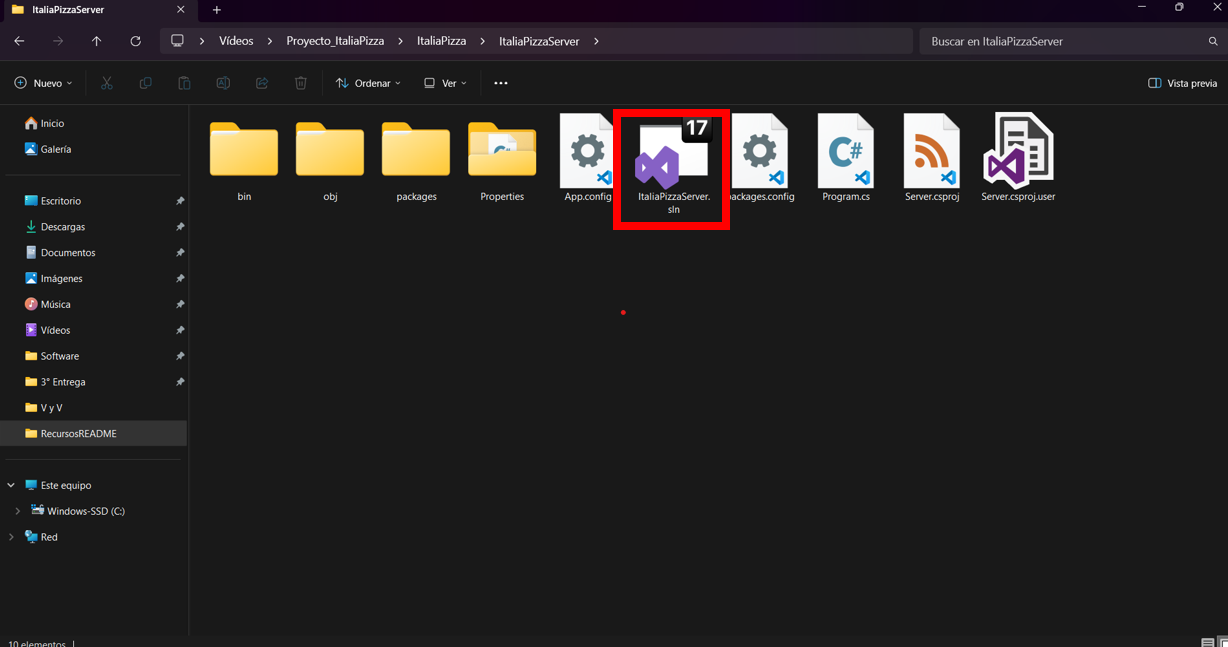 ItaliaPizzaServer
Vídeos > Proyecto_ItaliaPizza > ItaliaPizza > ItaliaPizzaServer >
Buscar en ItaliaPizzaServer
Nuevo
Ordenar
Ver
Vista previa
Inicio
Galería
Escritorio
Descargas
Documentos
Imágenes
Música
Vídeos
Software
3° Entrega
V y V
RecursosREADME
Este equipo
Windows-SSD (C:)
Red
bin
obj
packages
C#
Properties
App.config
17
ItaliaPizzaServer.
sln
packages.config
C#
Program.cs
Server.csproj
Server.csproj.user
10 elementos